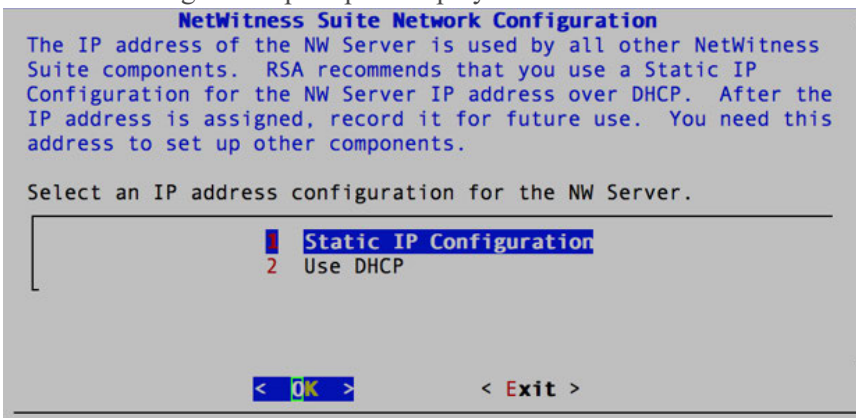 NetWitness Suite Network Configuration
The IP address of the NW Server is used by all other NetWitness
Suite components.  RSA recommends that you use a Static IP
Configuration for the NW Server IP address over DHCP.  After the
IP address is assigned, record it for future use.  You need this
address to set up other components.
Select an IP address configuration for the NW Server.
1 Static IP Configuration
2 Use DHCP
< OK > < Exit >